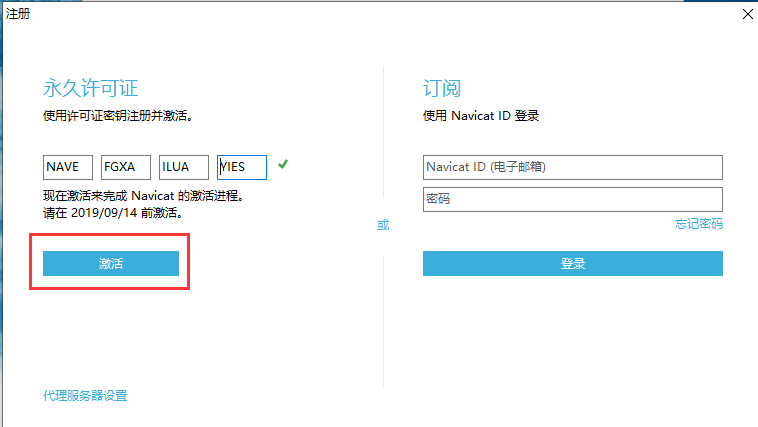 注册
永久许可证
使用许可证密钥注册并激活。
NAVE FGXA ILUA YIES
现在激活来完成 Navicat 的激活进程。
请在 2019/09/14 前激活。
激活
代理服务器设置
或
订阅
使用 Navicat ID 登录
Navicat ID (电子邮箱)
密码
忘记密码
登录